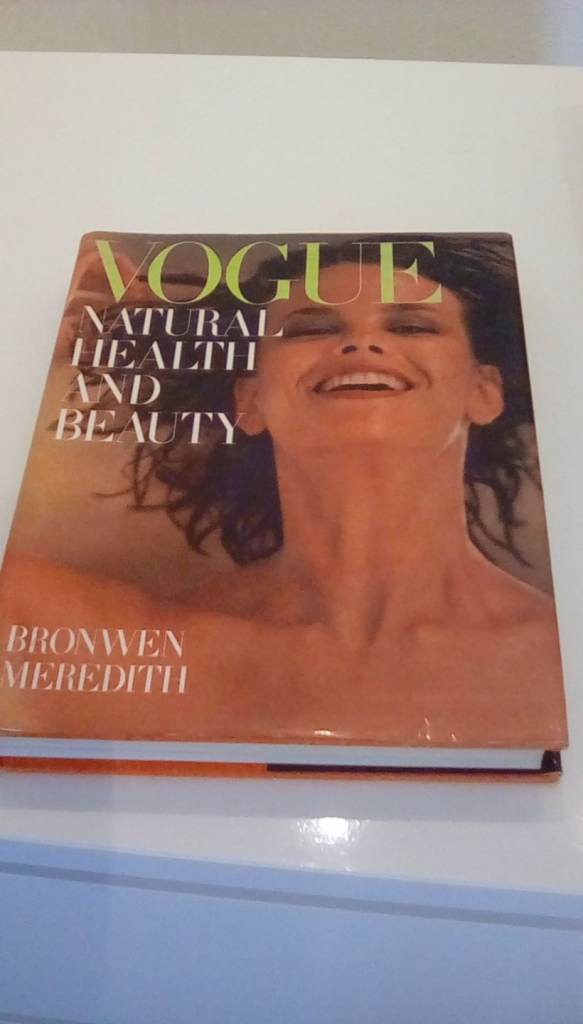 VOGUE
NATURAL
HEALTH
AND
BEAUTY
BRONWEN
MEREDITH